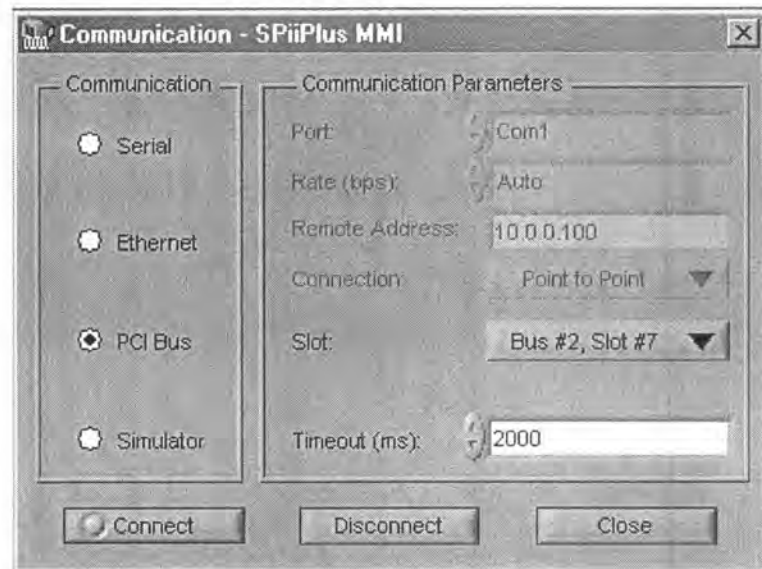 Communication - SPiiPlus MMI
Communication
Serial
Ethernet
PCI Bus
Simulator
Communication Parameters
Port: Com1
Rate (bps): Auto
Remote Address: 10.0.0.100
Connection: Point to Point
Slot: Bus #2, Slot #7
Timeout (ms): 2000
Connect Disconnect Close